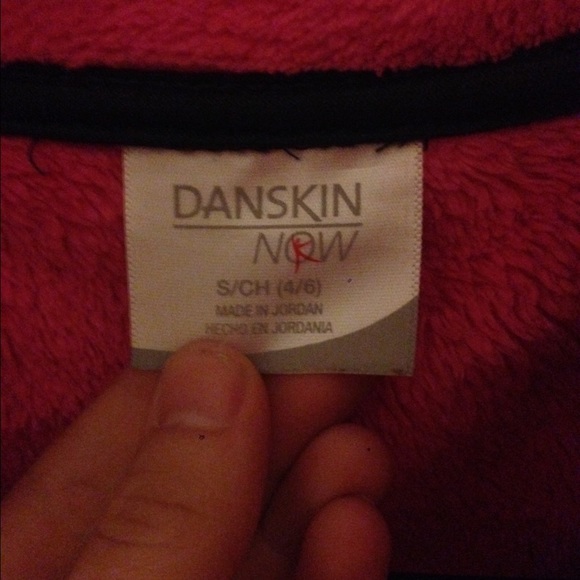 DANSKIN
NOW
S/CH (4/6)
MADE IN JORDAN
HECHO EN JORDANIA